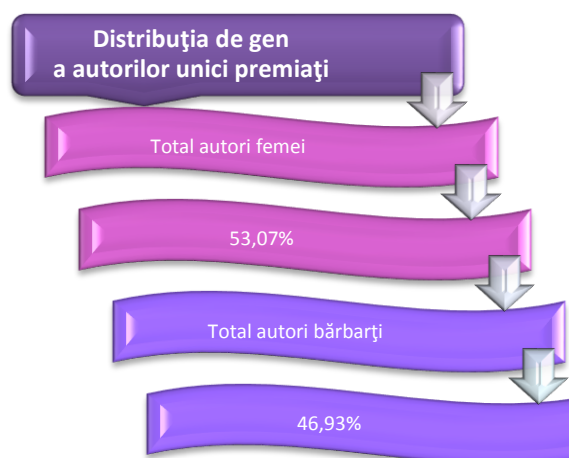 Distribuţia de gen
a autorilor unici premiaţi
Total autori femei
53,07%
Total autori bărbarţi
46,93%